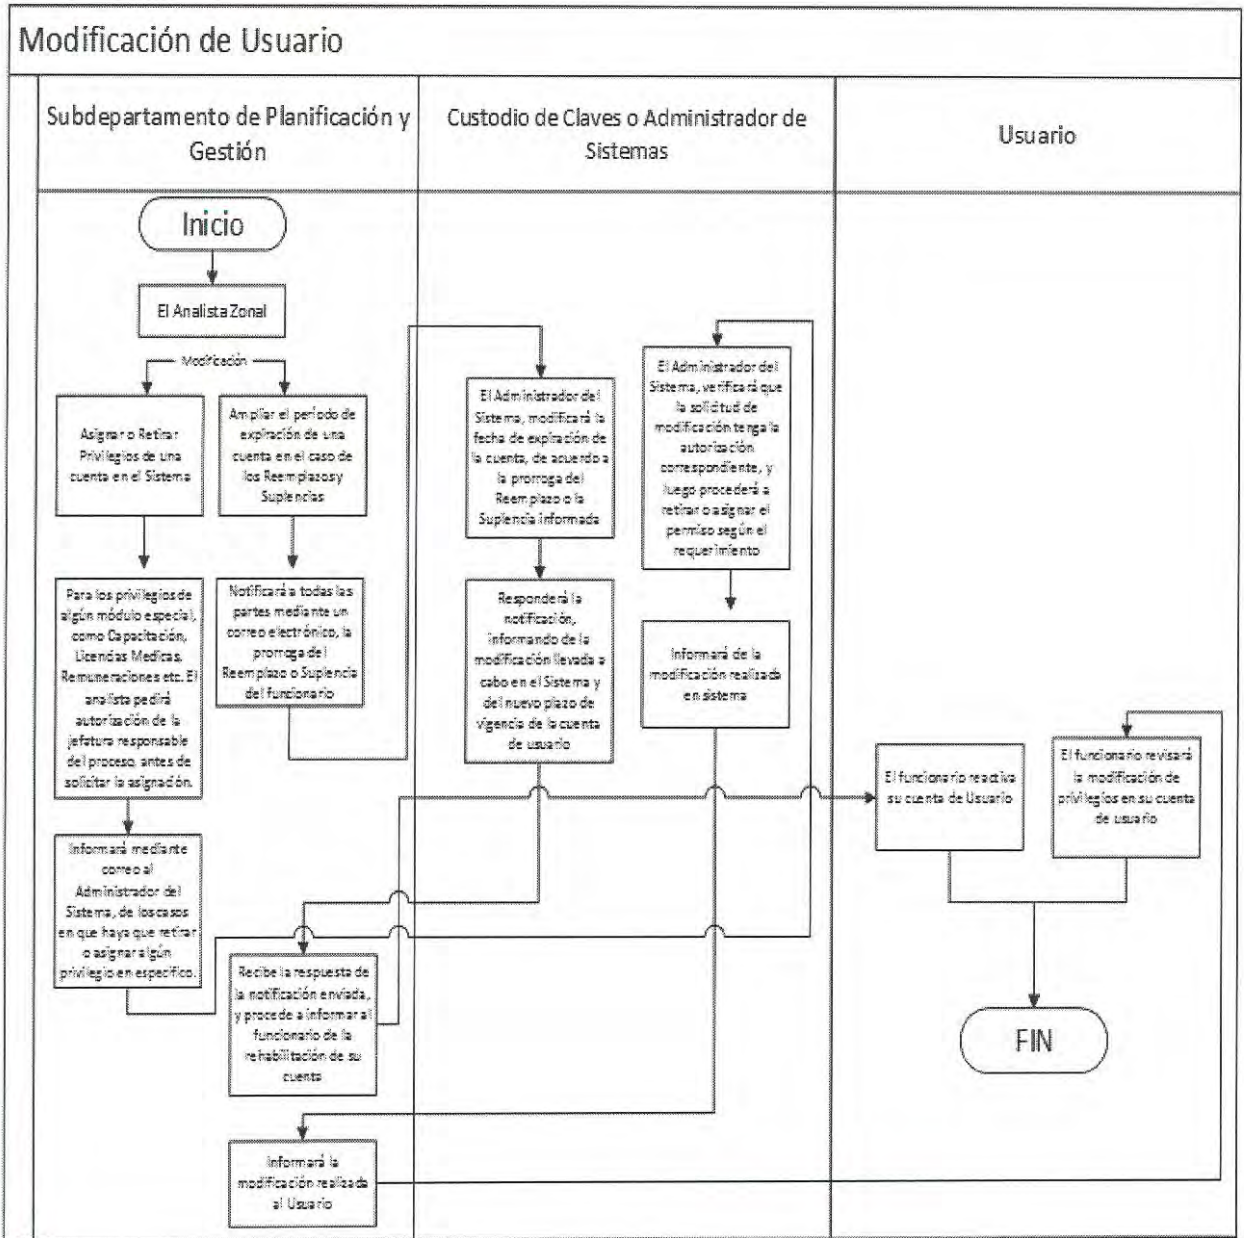 Modificación de Usuario
Subdepartamento de Planificación y
Gestión
Custodio de Claves o Administrador de
Sistemas
Usuario
Inicio
El Analista Zonal
Modificación
Asignar o Retirar
Privilegios de una
cuenta en el Sistema
Ampliar el período de
expiración de una
cuenta en el caso de
los Reemplazos y
Suplencias
Para los privilegios de
algún módulo especial,
como Capacitación,
Licencias Medicas,
Remuneraciones etc. El
analista pedirá
autorización de la
jefatura responsable
del proceso, antes de
solicitar la asignación.
Notificará a todas las
partes mediante un
correo electrónico, la
prorroga del
Reemplazo o Suplencia
del funcionario
Informará mediante
correo al
Administrador del
Sistema, de los casos
en que haya que retirar
o asignar algún
privilegio en específico.
Recibe la respuesta de
la notificación enviada,
y procede a informar al
funcionario de la
rehabilitación de su
cuenta
Informará la
modificación realizada
al Usuario
El Administrador del
Sistema, modificará la
fecha de expiración de
la cuenta, de acuerdo a
la prorroga del
Reemplazo o la
Suplencia informada
Responderá la
notificación,
informando de la
modificación llevada a
cabo en el Sistema y
del nuevo plazo de
vigencia de la cuenta
de usuario
El Administrador del
Sistema, verificará que
la solicitud de
modificación tenga la
autorización
correspondiente, y
luego procederá a
retirar o asignar el
permiso según el
requerimiento
Informará de la
modificación realizada
en sistema
El funcionario reactiva
su cuenta de Usuario
El funcionario revisará
la modificación de
privilegios en su cuenta
de usuario
FIN